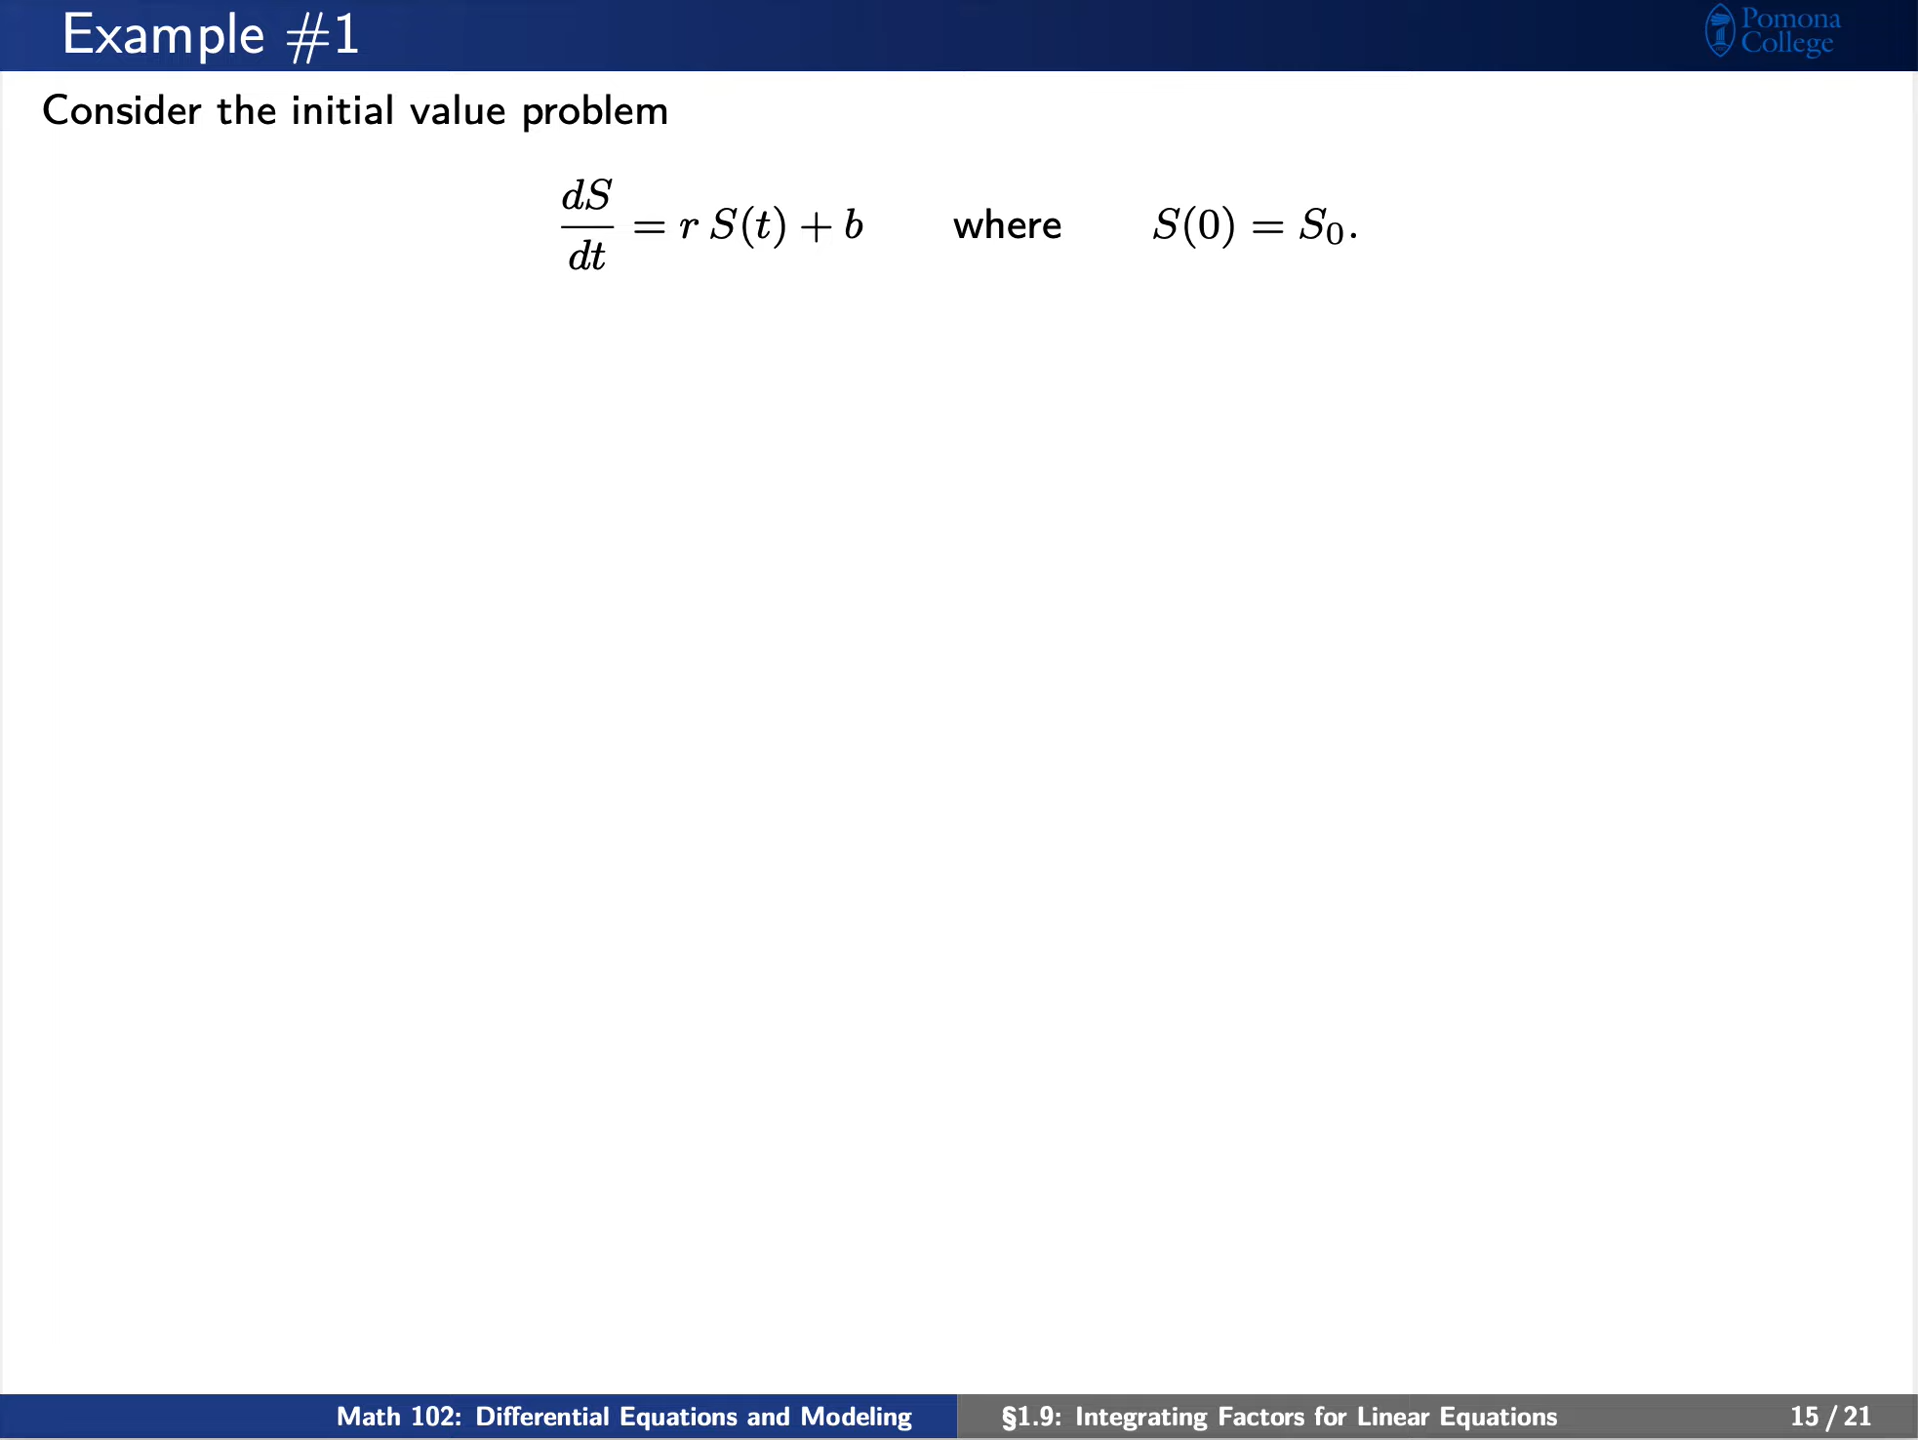 Example #1
Pomona
College
Consider the initial value problem
dS/dt = r S(t) + b where S(0) = S₀.
Math 102: Differential Equations and Modeling §1.9: Integrating Factors for Linear Equations 15 / 21